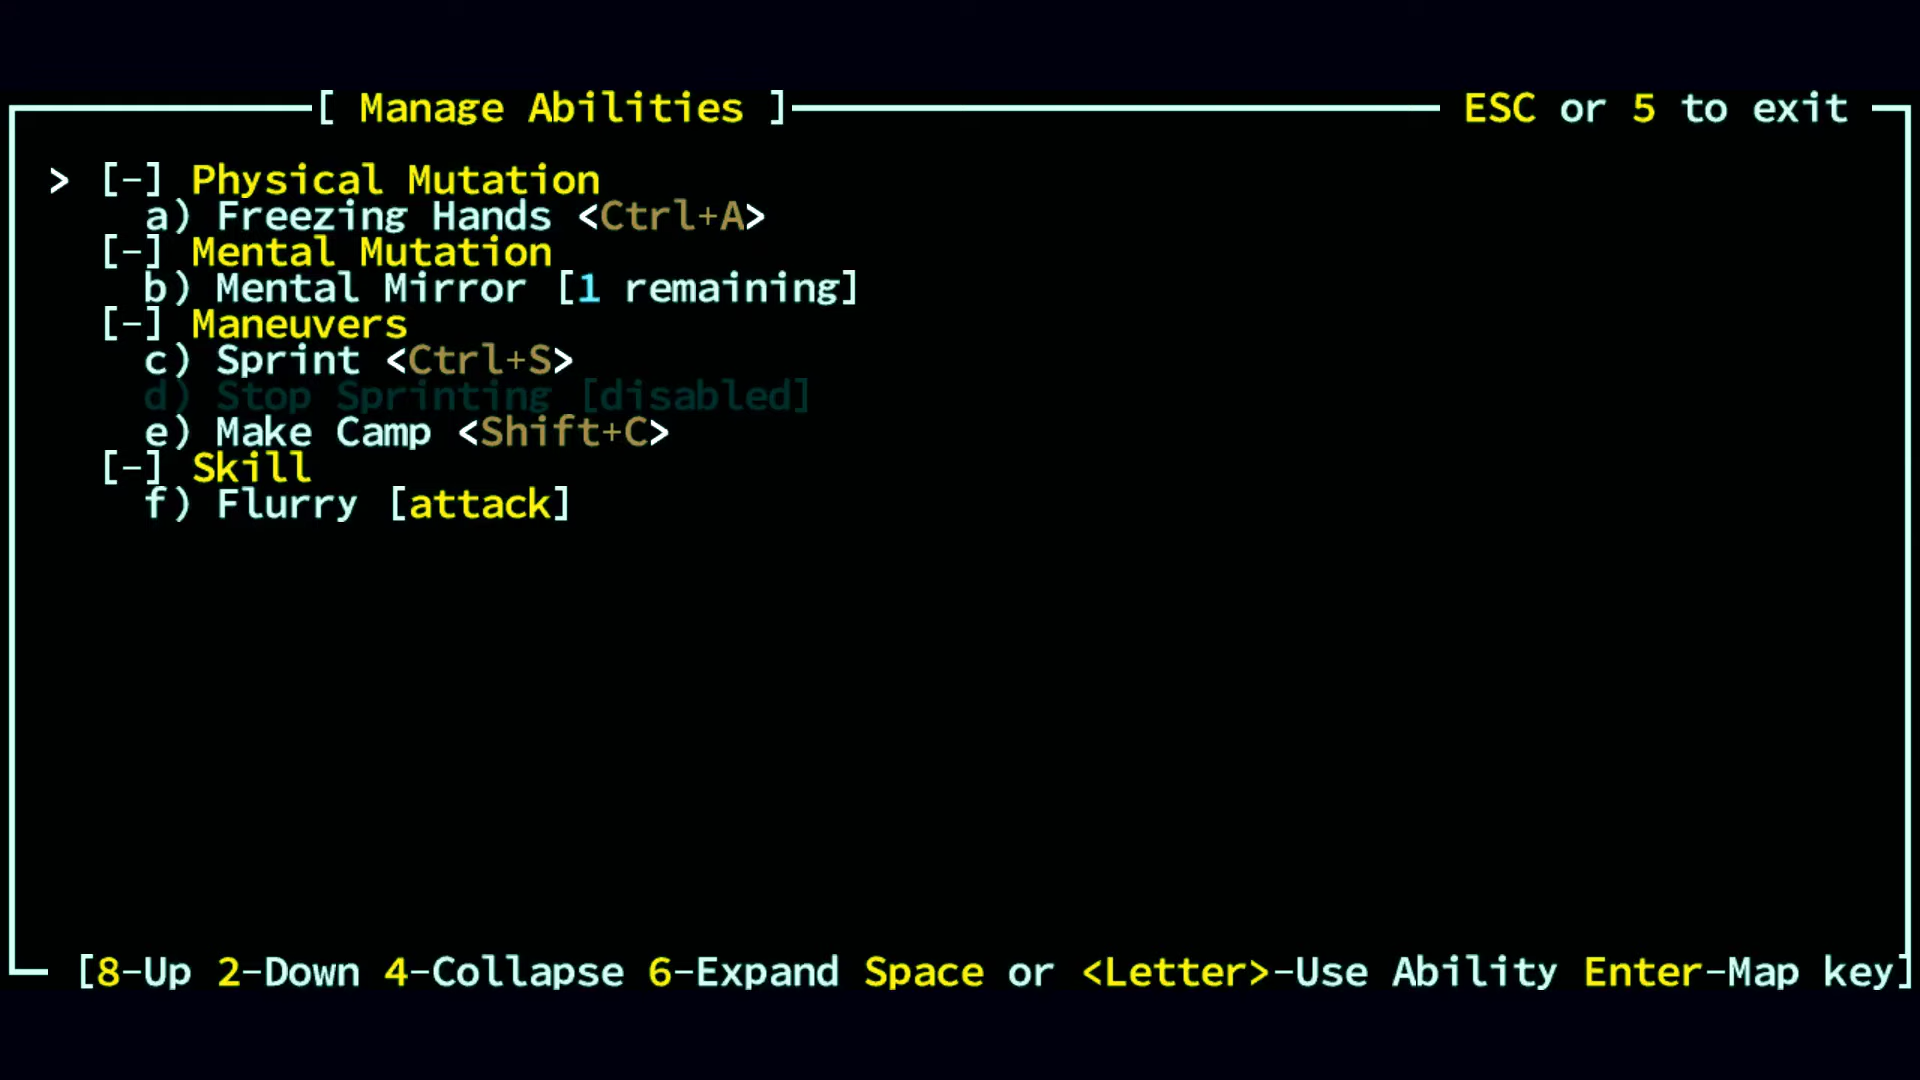 [ Manage Abilities ] ESC or 5 to exit
> [-] Physical Mutation
a) Freezing Hands <Ctrl+A>
[-] Mental Mutation
b) Mental Mirror [1 remaining]
[-] Maneuvers
c) Sprint <Ctrl+S>
d) Stop Sprinting [disabled]
e) Make Camp <Shift+C>
[-] Skill
f) Flurry [attack]
[8-Up 2-Down 4-Collapse 6-Expand Space or <Letter>-Use Ability Enter-Map key]